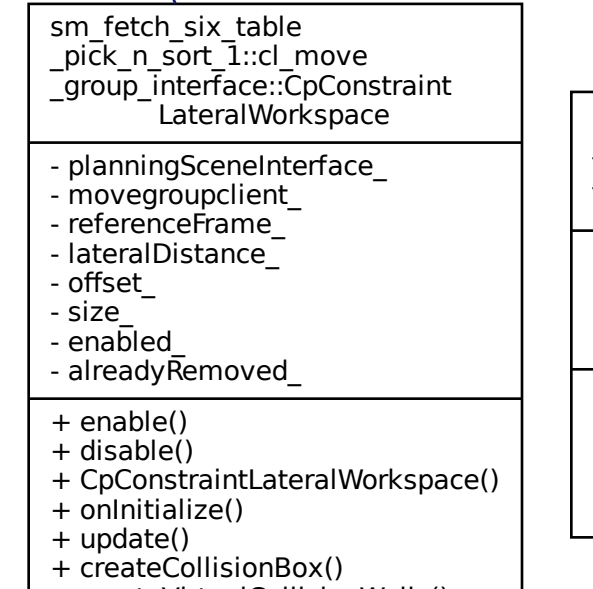 sm_fetch_six_table
_pick_n_sort_1::cl_move
_group_interface::CpConstraint
LateralWorkspace
- planningSceneInterface_
- movegroupclient_
- referenceFrame_
- lateralDistance_
- offset_
- size_
- enabled_
- alreadyRemoved_
+ enable()
+ disable()
+ CpConstraintLateralWorkspace()
+ onInitialize()
+ update()
+ createCollisionBox()